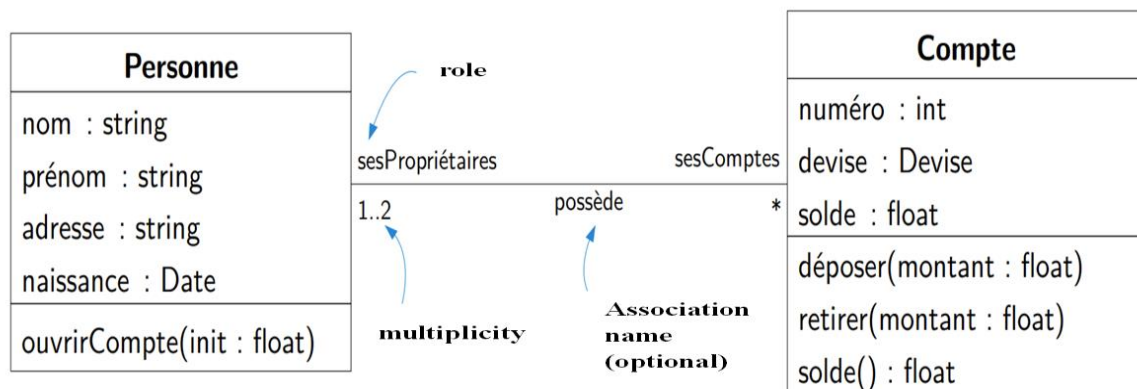 Personne
nom : string
prénom : string
adresse : string
naissance : Date
ouvrirCompte(init : float)
role
sesPropriétaires
sesComptes
1..2
possède
*
multiplicity
Association
name
(optional)
Compte
numéro : int
devise : Devise
solde : float
déposer(montant : float)
retirer(montant : float)
solde() : float